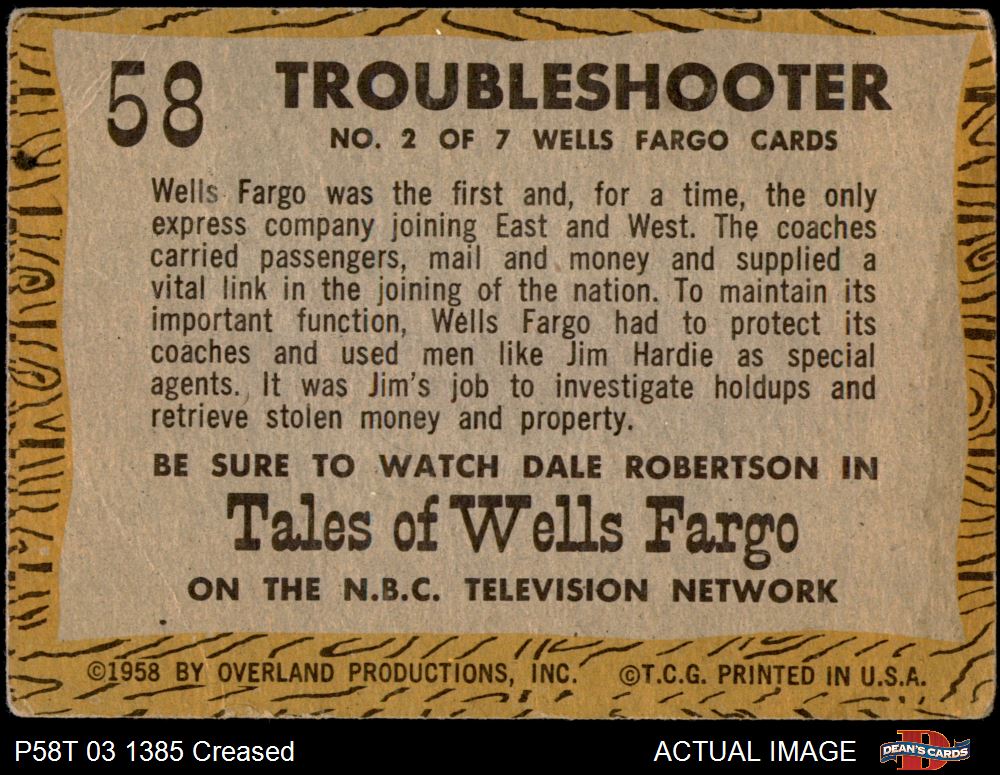 58
TROUBLESHOOTER
NO. 2 OF 7 WELLS FARGO CARDS
Wells Fargo was the first and, for a time, the only
express company joining East and West. The coaches
carried passengers, mail and money and supplied a
vital link in the joining of the nation. To maintain its
important function, Wells Fargo had to protect its
coaches and used men like Jim Hardie as special
agents. It was Jim's job to investigate holdups and
retrieve stolen money and property.
BE SURE TO WATCH DALE ROBERTSON IN
Tales of Wells Fargo
ON THE N.B.C. TELEVISION NETWORK
©1958 BY OVERLAND PRODUCTIONS, INC. ©T.C.G. PRINTED IN U.S.A.
P58T 03 1385 Creased ACTUAL IMAGE DEAN'S CARDS